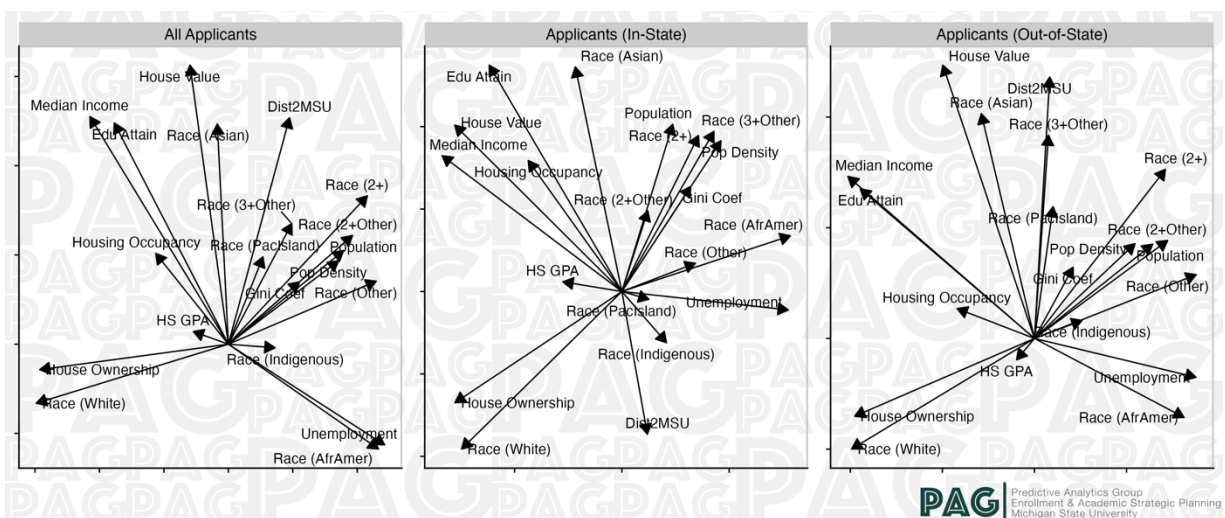 All Applicants
House Value
Median Income
Dist2MSU
Edu Attain
Race (Asian)
Race (2+)
Race (3+Other)
Race (2+Other)
Housing Occupancy
Race (PacIsland)
Population
Pop Density
Gini Coef
Race (Other)
HS GPA
Race (Indigenous)
House Ownership
Race (White)
Unemployment
Race (AfrAmer)
Applicants (In-State)
Race (Asian)
Edu Attain
Population
House Value
Race (3+Other)
Race (2+)
Median Income
Pop Density
Housing Occupancy
Gini Coef
Race (2+Other)
Race (AfrAmer)
Race (Other)
HS GPA
Unemployment
Race (PacIsland)
Race (Indigenous)
House Ownership
Dist2MSU
Race (White)
Applicants (Out-of-State)
House Value
Dist2MSU
Race (Asian)
Race (3+Other)
Race (2+)
Median Income
Edu Attain
Race (PacIsland)
Race (2+Other)
Pop Density
Population
Gini Coef
Race (Other)
Housing Occupancy
Race (Indigenous)
HS GPA
Unemployment
House Ownership
Race (AfrAmer)
Race (White)
PAG
Predictive Analytics Group
Enrollment & Academic Strategic Planning
Michigan State University